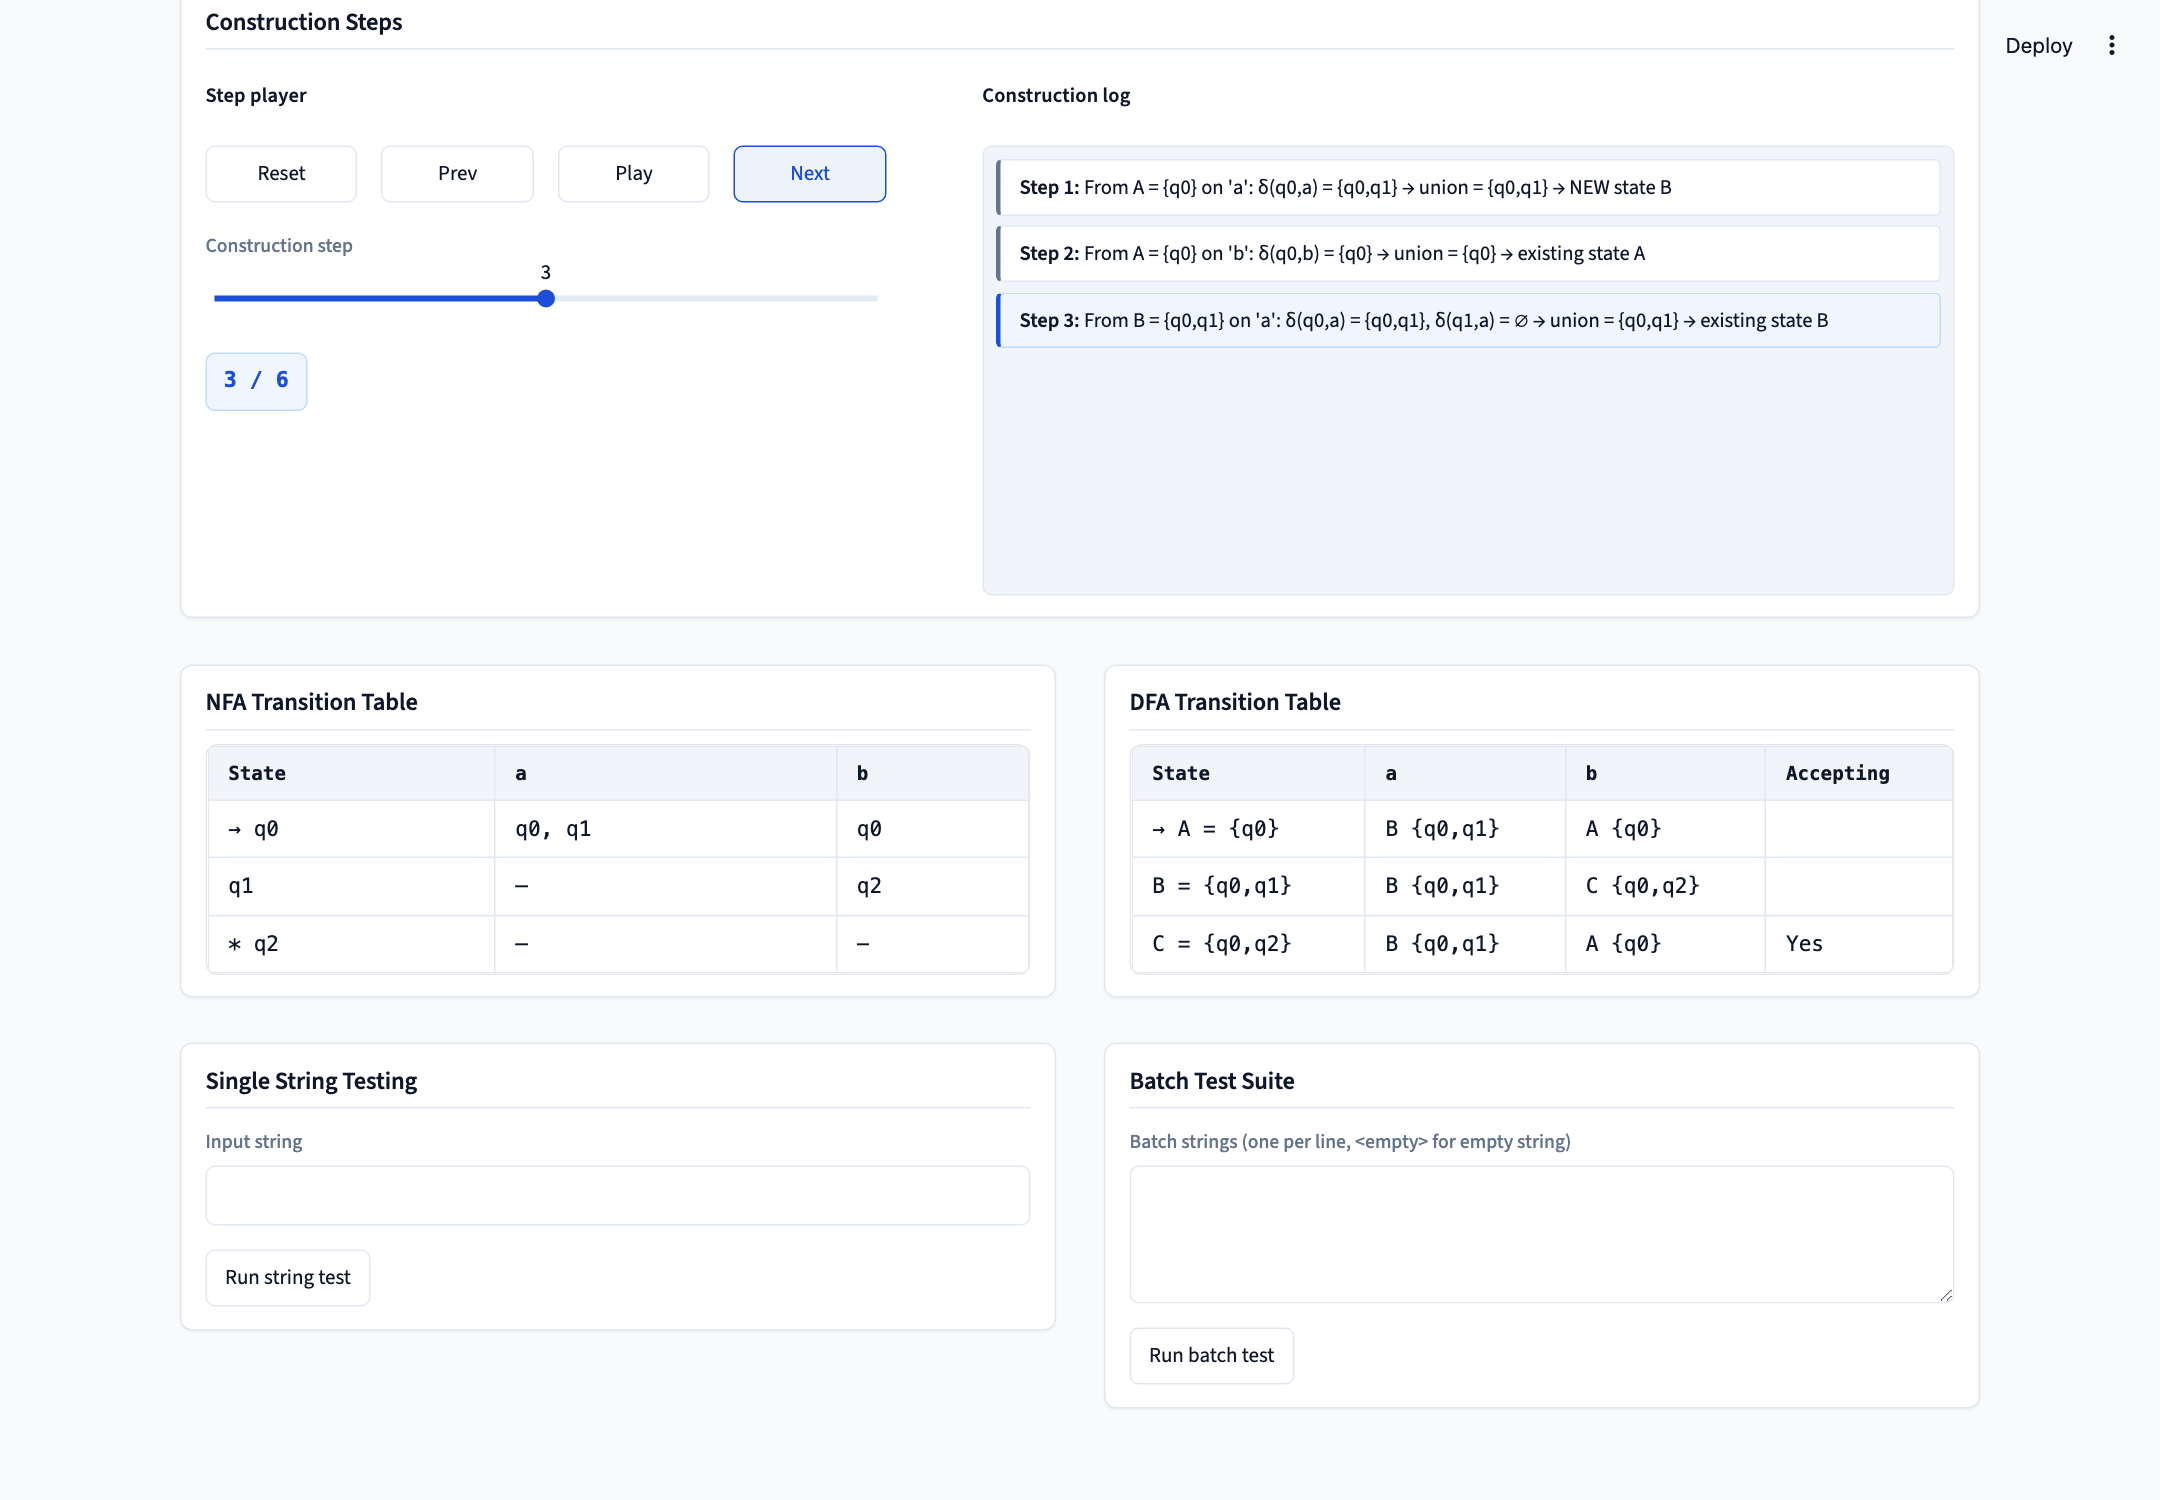 Construction Steps
Deploy
Step player
Reset
Prev
Play
Next
Construction step
3
3 / 6
Construction log
Step 1: From A = {q0} on 'a': δ(q0,a) = {q0,q1} → union = {q0,q1} → NEW state B
Step 2: From A = {q0} on 'b': δ(q0,b) = {q0} → union = {q0} → existing state A
Step 3: From B = {q0,q1} on 'a': δ(q0,a) = {q0,q1}, δ(q1,a) = ∅ → union = {q0,q1} → existing state B
NFA Transition Table
State a b
→ q0 q0, q1 q0
q1 — q2
* q2 — —
DFA Transition Table
State a b Accepting
→ A = {q0} B {q0,q1} A {q0}
B = {q0,q1} B {q0,q1} C {q0,q2}
C = {q0,q2} B {q0,q1} A {q0} Yes
Single String Testing
Input string
Run string test
Batch Test Suite
Batch strings (one per line, <empty> for empty string)
Run batch test